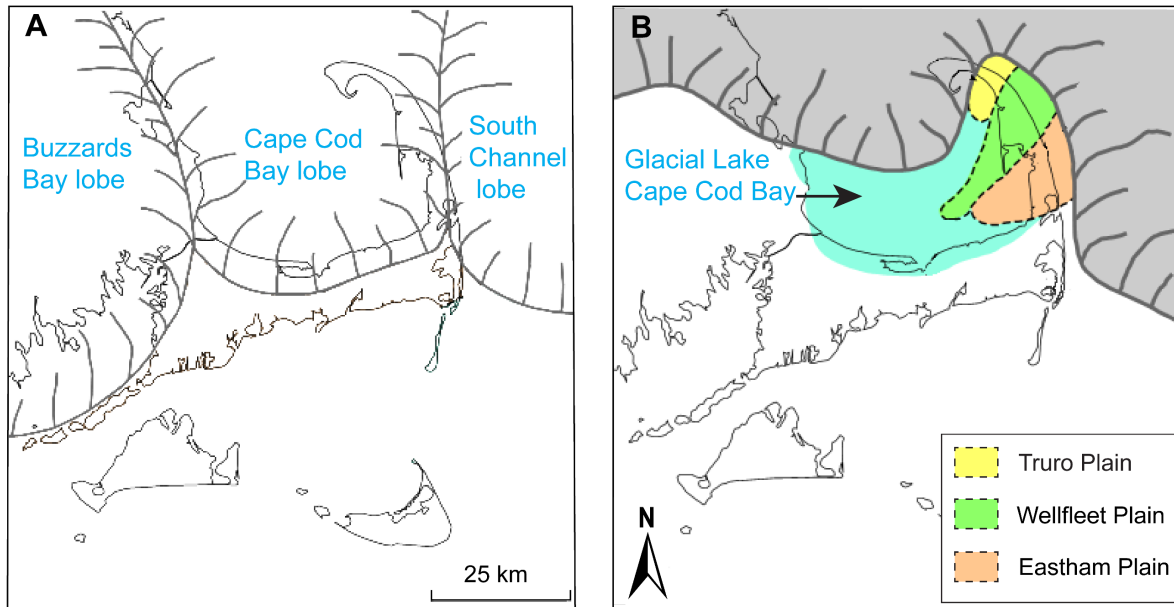 A
Buzzards
Bay lobe
Cape Cod
Bay lobe
South
Channel
lobe
25 km
B
Glacial Lake
Cape Cod Bay
N
Truro Plain
Wellfleet Plain
Eastham Plain